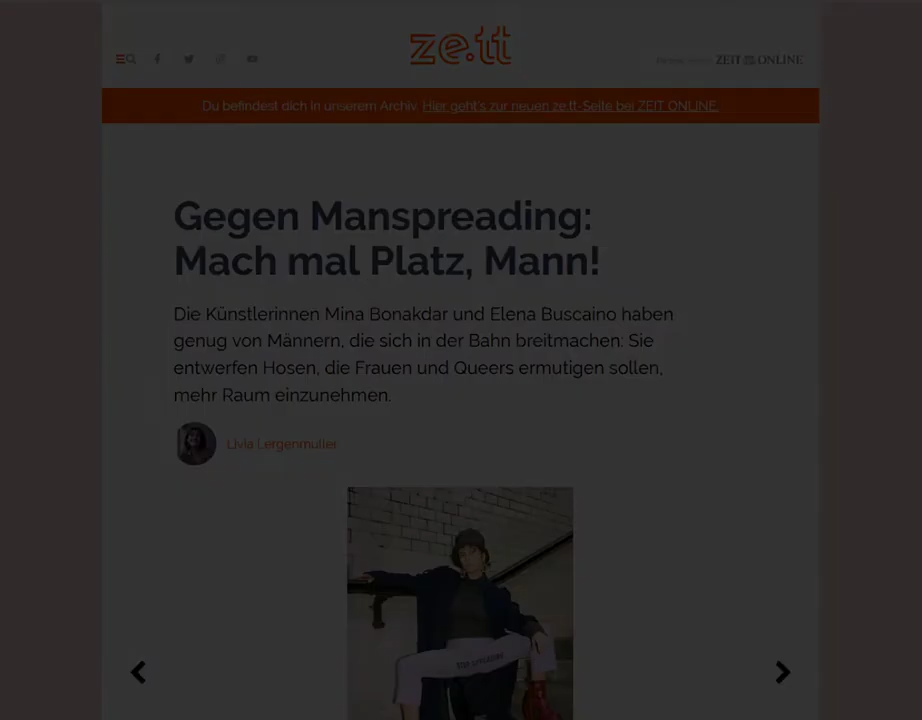 ze.tt
ZEIT ONLINE
Du befindest dich in unserem Archiv. Hier geht's zur neuen ze.tt-Seite bei ZEIT ONLINE.
Gegen Manspreading:
Mach mal Platz, Mann!
Die Künstlerinnen Mina Bonakdar und Elena Buscaino haben
genug von Männern, die sich in der Bahn breitmachen: Sie
entwerfen Hosen, die Frauen und Queers ermutigen sollen,
mehr Raum einzunehmen.
Livia Lergenmüller